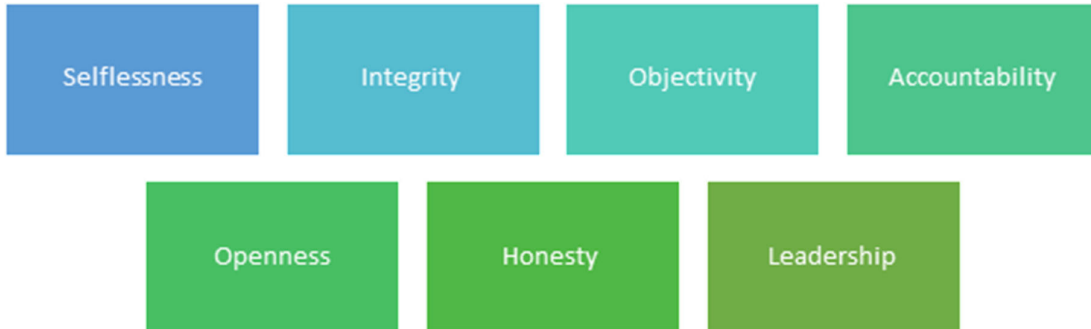 Selflessness
Integrity
Objectivity
Accountability
Openness
Honesty
Leadership